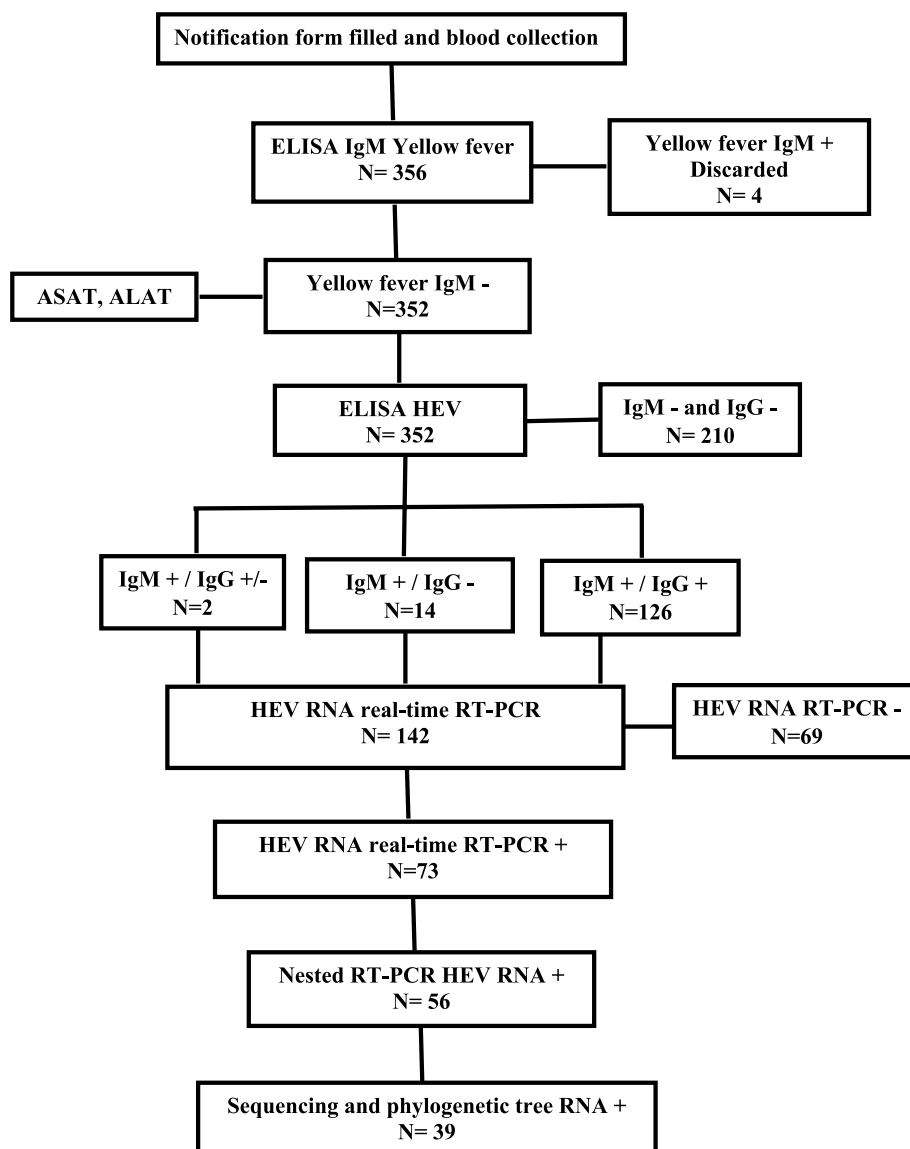 Notification form filled and blood collection
ELISA IgM Yellow fever
N= 356
Yellow fever IgM +
Discarded
N= 4
ASAT, ALAT
Yellow fever IgM -
N=352
ELISA HEV
N= 352
IgM - and IgG -
N= 210
IgM + / IgG +/-
N=2
IgM + / IgG -
N=14
IgM + / IgG +
N=126
HEV RNA real-time RT-PCR
N= 142
HEV RNA RT-PCR -
N=69
HEV RNA real-time RT-PCR +
N=73
Nested RT-PCR HEV RNA +
N= 56
Sequencing and phylogenetic tree RNA +
N= 39